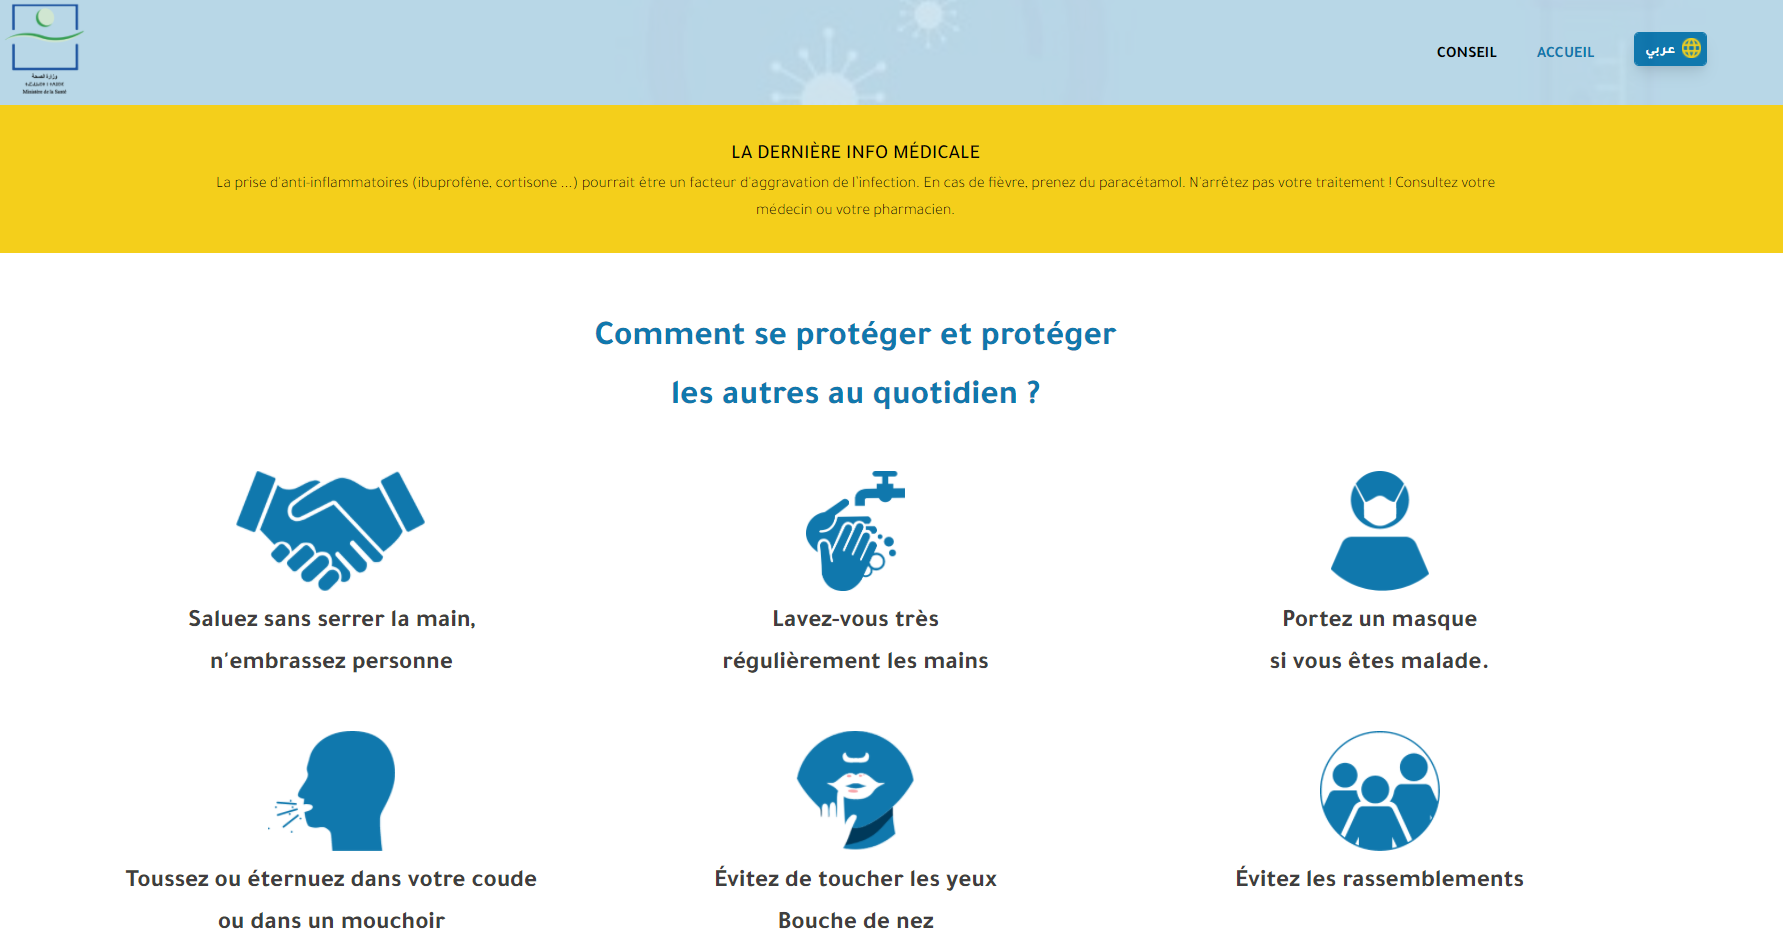 وزارة الصحة
Ministère de la Santé
CONSEIL
ACCUEIL
عربي
LA DERNIÈRE INFO MÉDICALE
La prise d'anti-inflammatoires (ibuprofène, cortisone ...) pourrait être un facteur d'aggravation de l'infection. En cas de fièvre, prenez du paracétamol. N'arrêtez pas votre traitement ! Consultez votre
médecin ou votre pharmacien.
Comment se protéger et protéger
les autres au quotidien ?
Saluez sans serrer la main,
n'embrassez personne
Lavez-vous très
régulièrement les mains
Portez un masque
si vous êtes malade.
Toussez ou éternuez dans votre coude
ou dans un mouchoir
Évitez de toucher les yeux
Bouche de nez
Évitez les rassemblements